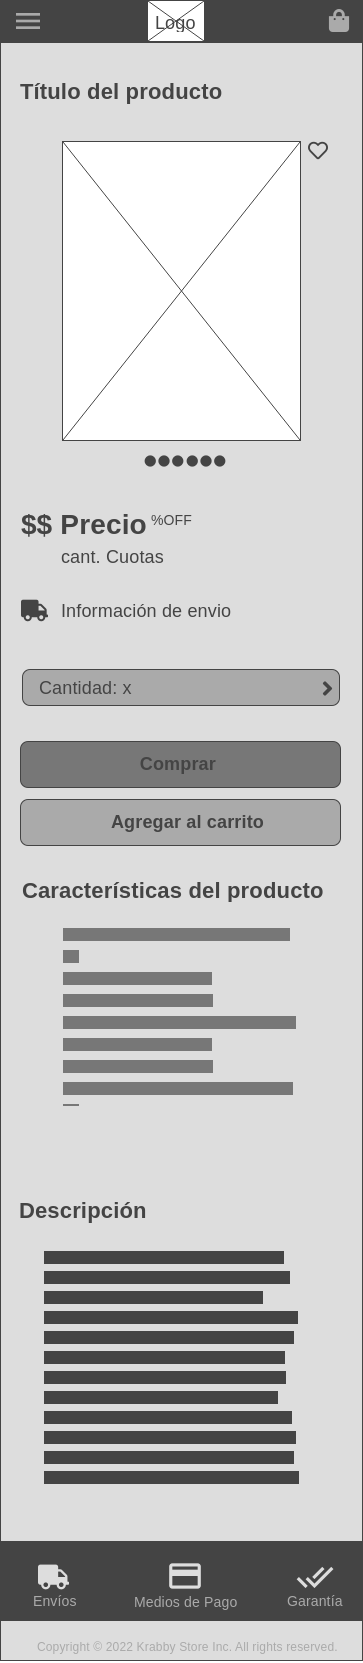 Logo
Título del producto
$$ Precio %OFF
cant. Cuotas
Información de envio
Cantidad: x
Comprar
Agregar al carrito
Características del producto
Descripción
Envíos
Medios de Pago
Garantía
Copyright © 2022 Krabby Store Inc. All rights reserved.